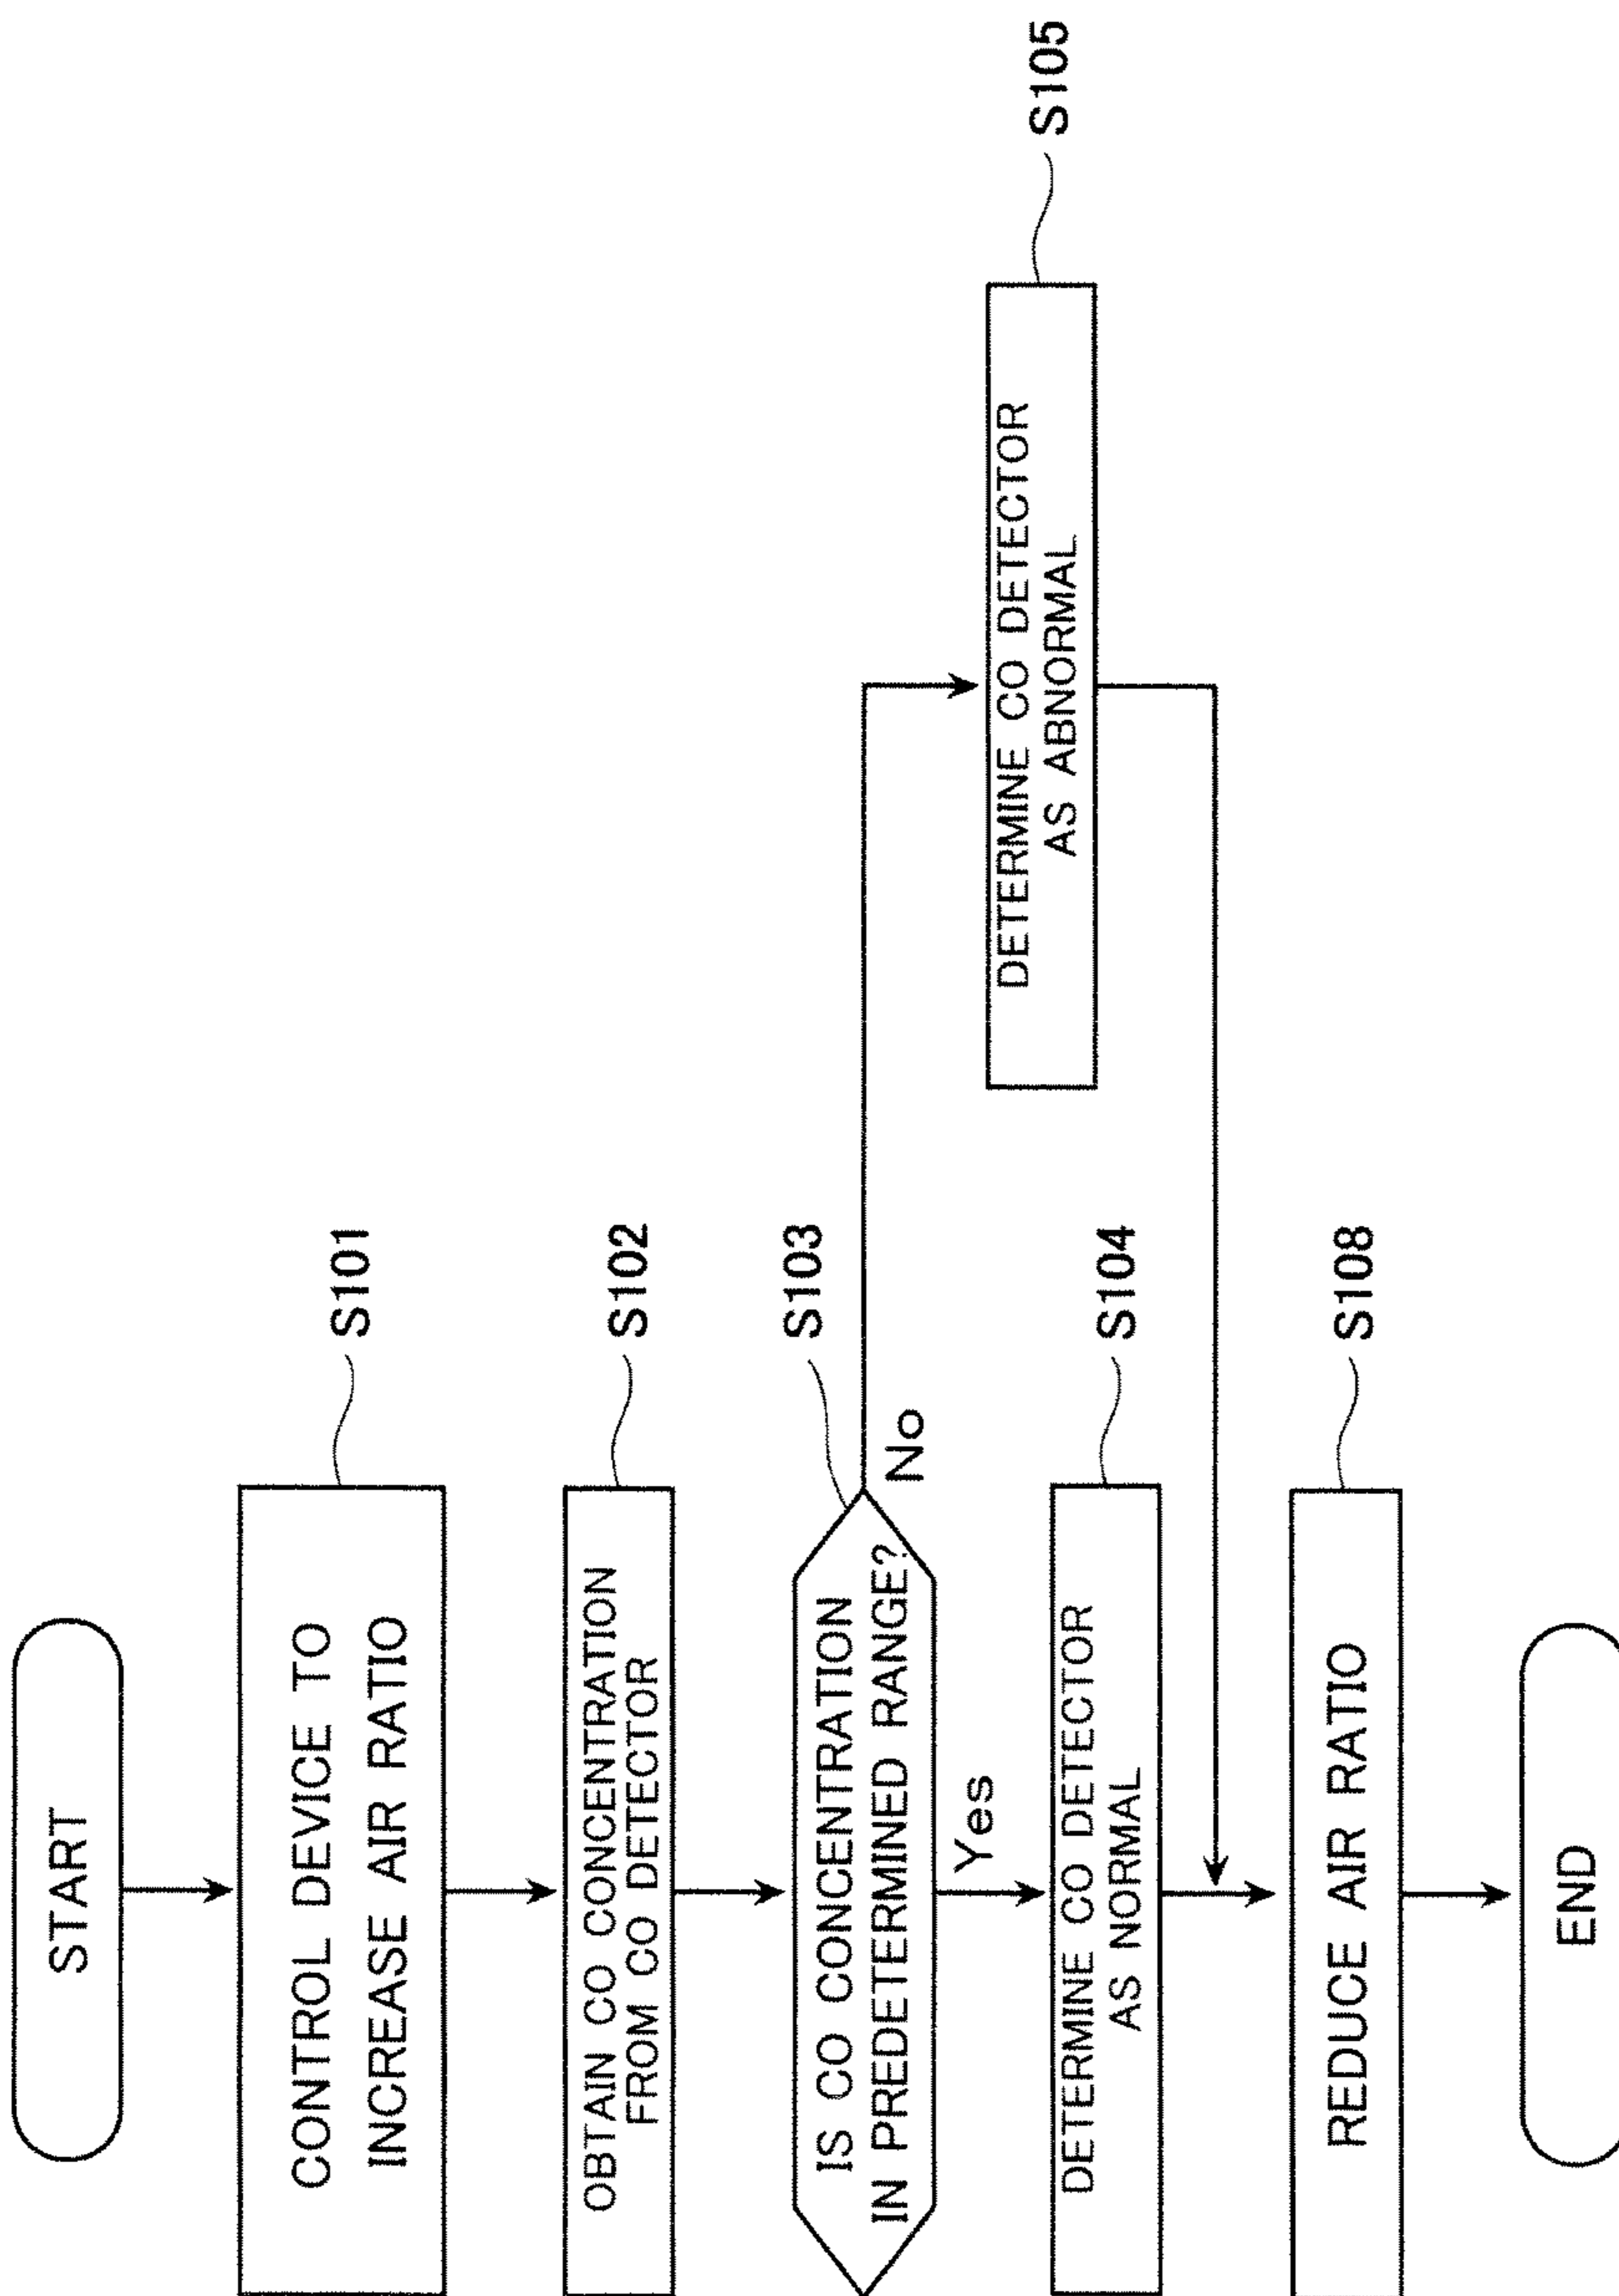 START
CONTROL DEVICE TO
INCREASE AIR RATIO
S101
OBTAIN CO CONCENTRATION
FROM CO DETECTOR
S102
IS CO CONCENTRATION
IN PREDETERMINED RANGE?
S103
No
Yes
DETERMINE CO DETECTOR
AS NORMAL
S104
DETERMINE CO DETECTOR
AS ABNORMAL
S105
REDUCE AIR RATIO
S108
END